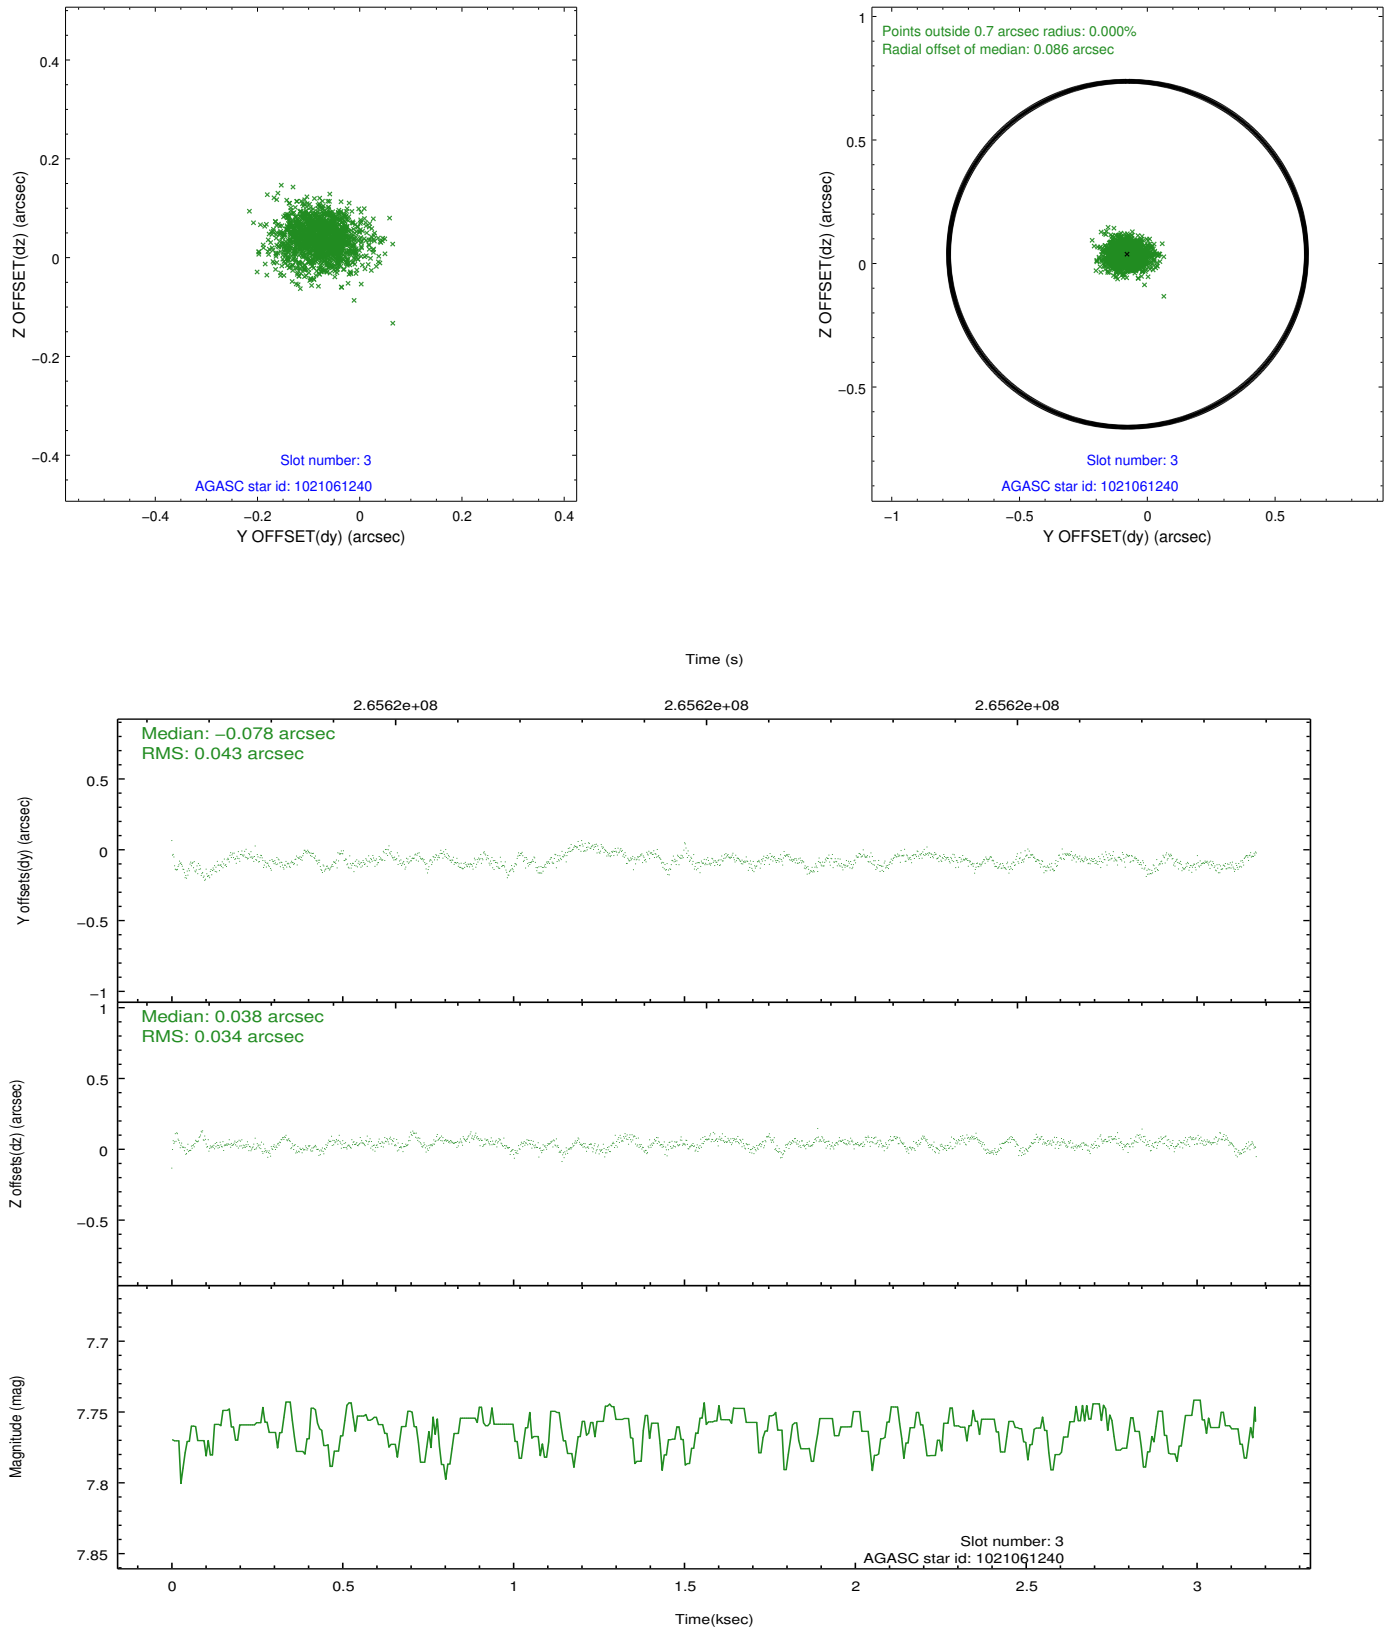 0.4
0.2
0
−0.2
−0.4
Z OFFSET(dz) (arcsec)
Slot number: 3
AGASC star id: 1021061240
−0.4 −0.2 0 0.2 0.4
Y OFFSET(dy) (arcsec)
Points outside 0.7 arcsec radius: 0.000%
Radial offset of median: 0.086 arcsec
1
0.5
0
−0.5
Z OFFSET(dz) (arcsec)
Slot number: 3
AGASC star id: 1021061240
−1 −0.5 0 0.5
Y OFFSET(dy) (arcsec)
Time (s)
2.6562e+08 2.6562e+08 2.6562e+08
Median: −0.078 arcsec
RMS: 0.043 arcsec
0.5
0
−0.5
−1
Y offsets(dy) (arcsec)
Median: 0.038 arcsec
RMS: 0.034 arcsec
1
0.5
0
−0.5
Z offsets(dz) (arcsec)
7.7
7.75
7.8
7.85
Magnitude (mag)
Slot number: 3
AGASC star id: 1021061240
0 0.5 1 1.5 2 2.5 3
Time(ksec)